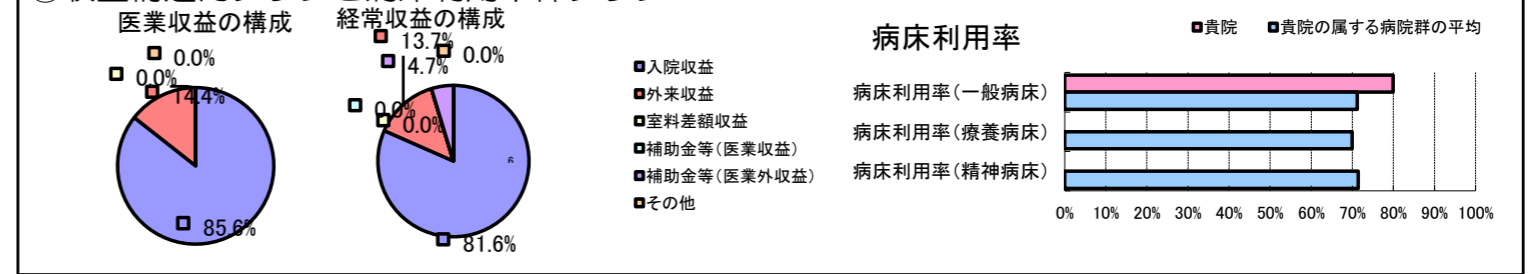 医業収益の構成
経常収益の構成
0.0%
0.0%
14.4%
85.6%
13.7%
0.0%
4.7%
0.0%
0.0%
6
81.6%
入院収益
外来収益
室料差額収益
補助金等(医業収益)
補助金等(医業外収益)
その他
病床利用率
貴院 貴院の属する病院群の平均
病床利用率(一般病床)
病床利用率(療養病床)
病床利用率(精神病床)
0% 10% 20% 30% 40% 50% 60% 70% 80% 90% 100%